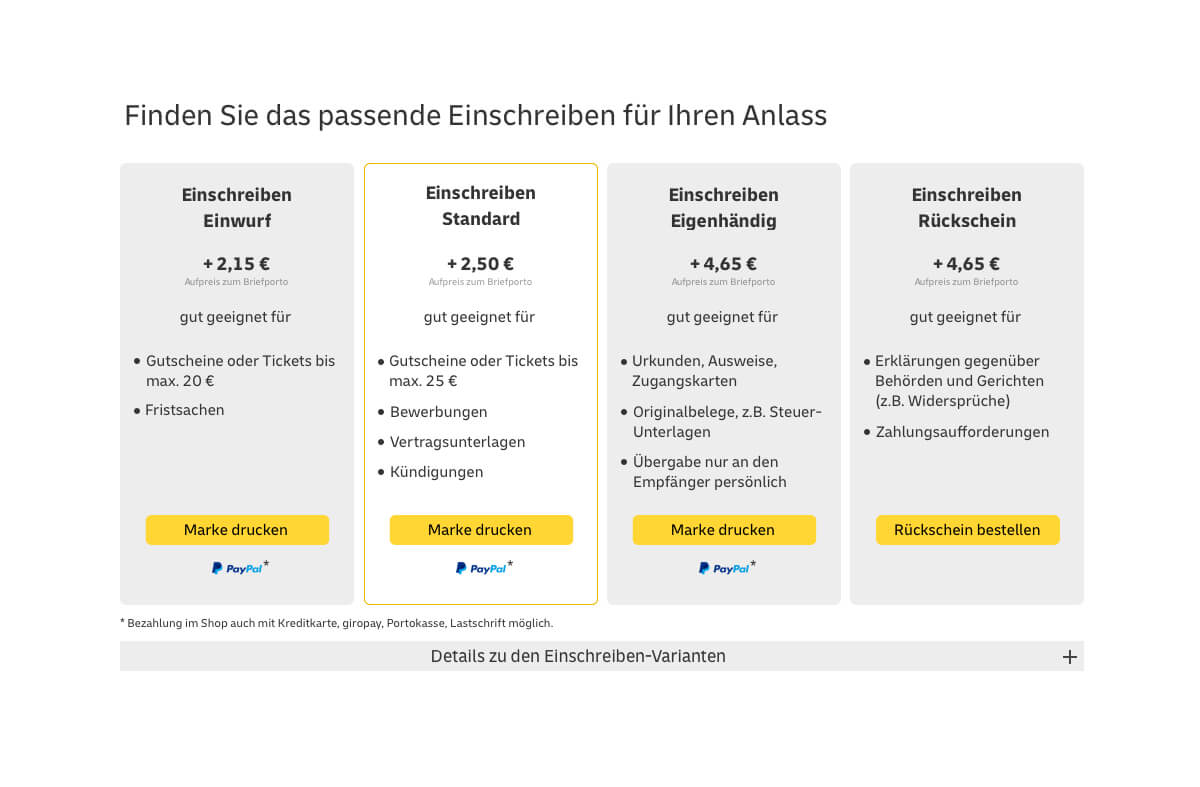 Finden Sie das passende Einschreiben für Ihren Anlass
Einschreiben
Einwurf
+ 2,15 €
Aufpreis zum Briefporto
gut geeignet für
• Gutscheine oder Tickets bis
max. 20 €
• Fristsachen
Marke drucken
PayPal*
Einschreiben
Standard
+ 2,50 €
Aufpreis zum Briefporto
gut geeignet für
• Gutscheine oder Tickets bis
max. 25 €
• Bewerbungen
• Vertragsunterlagen
• Kündigungen
Marke drucken
PayPal*
Einschreiben
Eigenhändig
+ 4,65 €
Aufpreis zum Briefporto
gut geeignet für
• Urkunden, Ausweise,
Zugangskarten
• Originalbelege, z.B. Steuer-
Unterlagen
• Übergabe nur an den
Empfänger persönlich
Marke drucken
PayPal*
Einschreiben
Rückschein
+ 4,65 €
Aufpreis zum Briefporto
gut geeignet für
• Erklärungen gegenüber
Behörden und Gerichten
(z.B. Widersprüche)
• Zahlungsaufforderungen
Rückschein bestellen
* Bezahlung im Shop auch mit Kreditkarte, giropay, Portokasse, Lastschrift möglich.
Details zu den Einschreiben-Varianten +